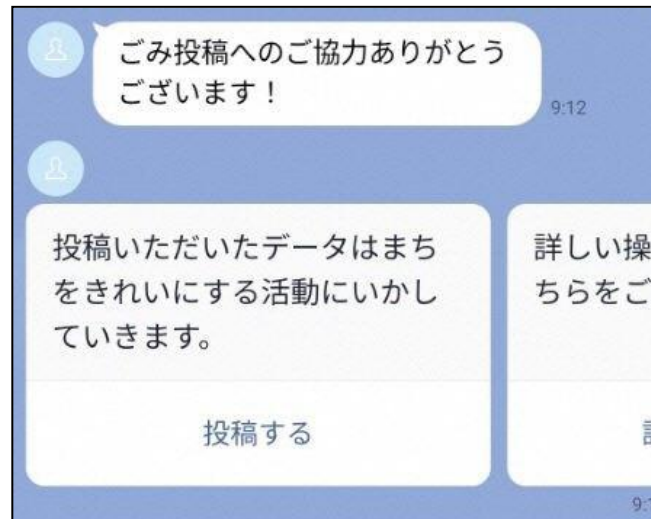 ごみ投稿へのご協力ありがとう
ございます！
9:12
投稿いただいたデータはまち
をきれいにする活動にいかし
ていきます。
投稿する
詳しい操
ちらをご